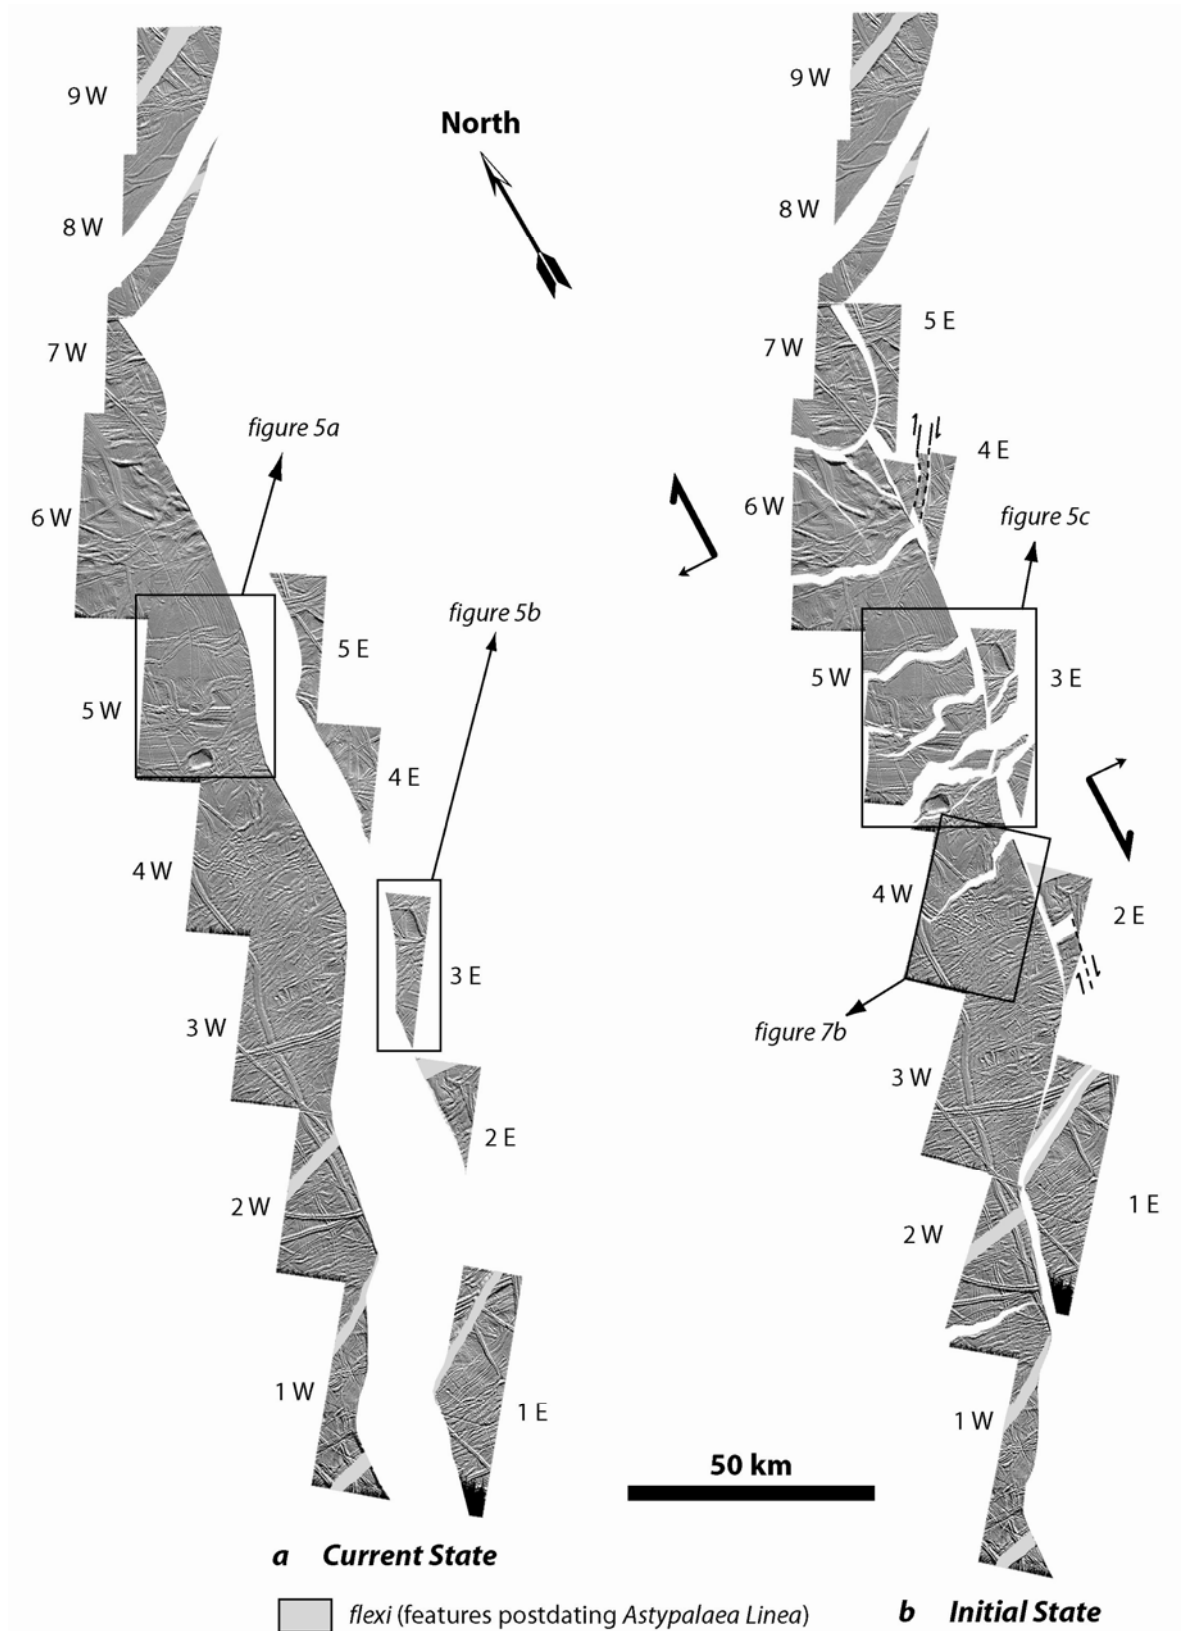 9 W
8 W
North
7 W
figure 5a
6 W
figure 5b
5 E
5 W
4 E
4 W
3 E
3 W
2 E
2 W
1 W
1 E
a Current State
flexi (features postdating Astypalaea Linea)
9 W
8 W
5 E
7 W
4 E
6 W
figure 5c
5 W
3 E
4 W
2 E
figure 7b
3 W
1 E
2 W
1 W
50 km
b Initial State